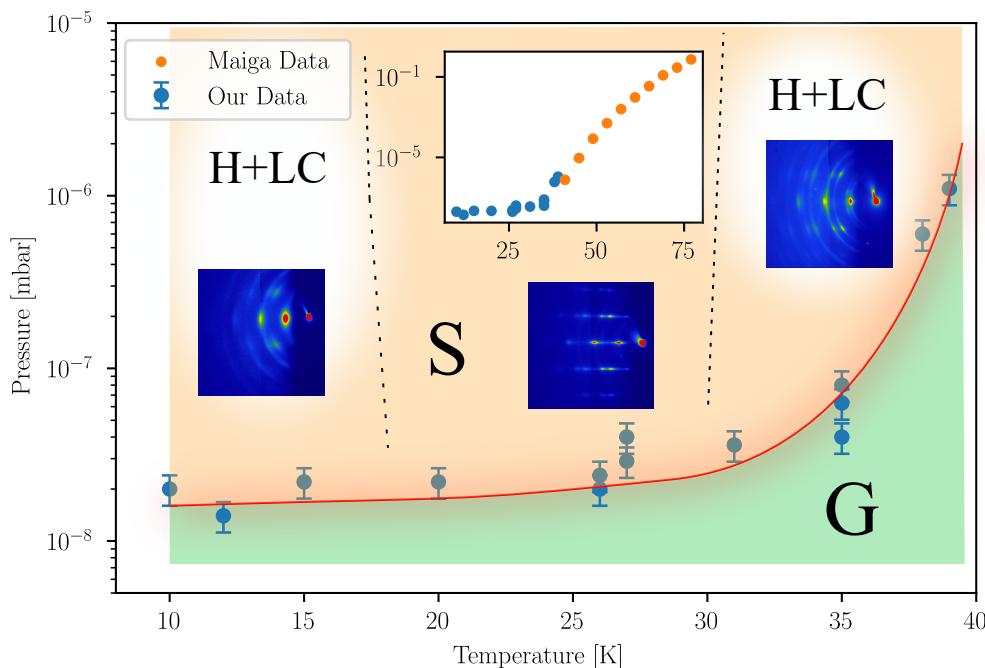 10⁻⁵
10⁻⁶
10⁻⁷
10⁻⁸
Pressure [mbar]
Maiga Data
Our Data
H+LC
10⁻¹
10⁻⁵
25
50
75
H+LC
S
G
10
15
20
25
30
35
40
Temperature [K]